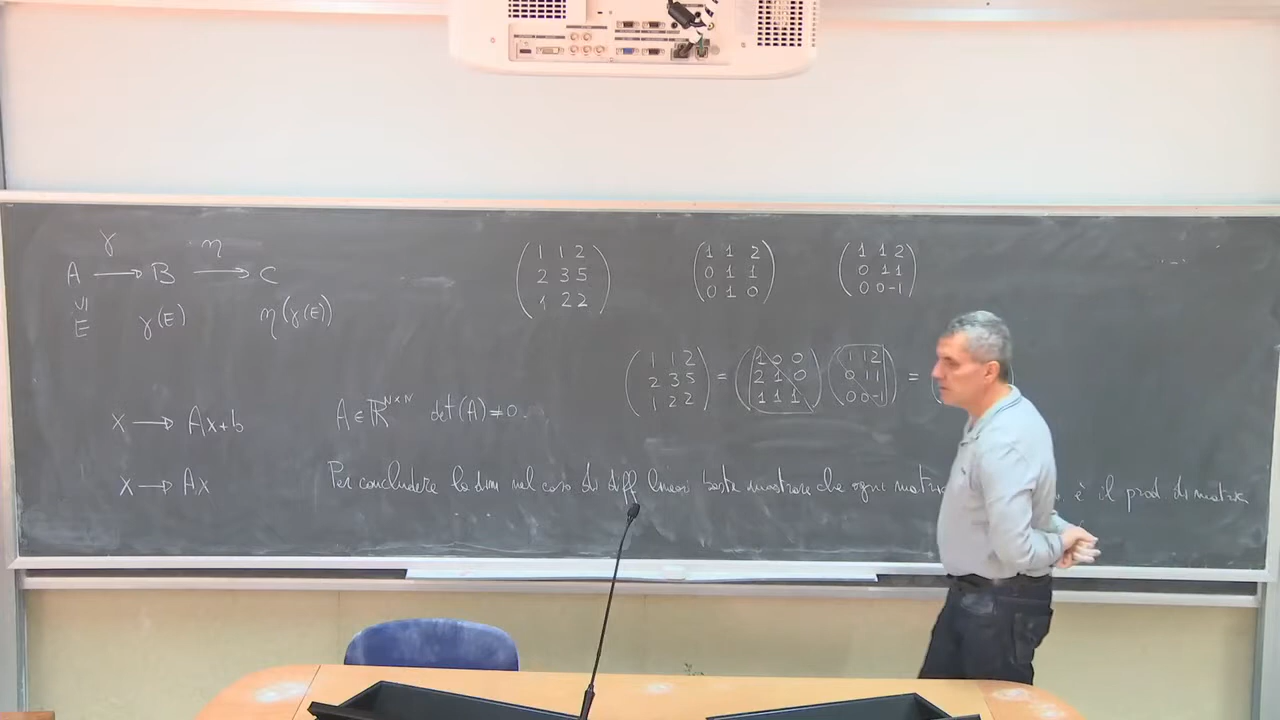 γ η
A ⟶ B ⟶ C
⊆
E γ(E) η(γ(E))
x ⟶ Ax+b
x ⟶ Ax
A ∈ ℝ^{N×N} det(A) ≠ 0.
( 1 1 2 ) ( 1 1 2 ) ( 1 1 2 )
( 2 3 5 ) ( 0 1 1 ) ( 0 1 1 )
( 1 2 2 ) ( 0 1 0 ) ( 0 0 -1 )
( 1 1 2 ) ( 1 0 0 ) ( 1 1 2 )
( 2 3 5 ) = ( 2 1 0 ) ( 0 1 1 ) =
( 1 2 2 ) ( 1 1 1 ) ( 0 0 -1 )
Per concludere la dim nel caso di diff lineari basta mostrare che ogni è il prod di matrici